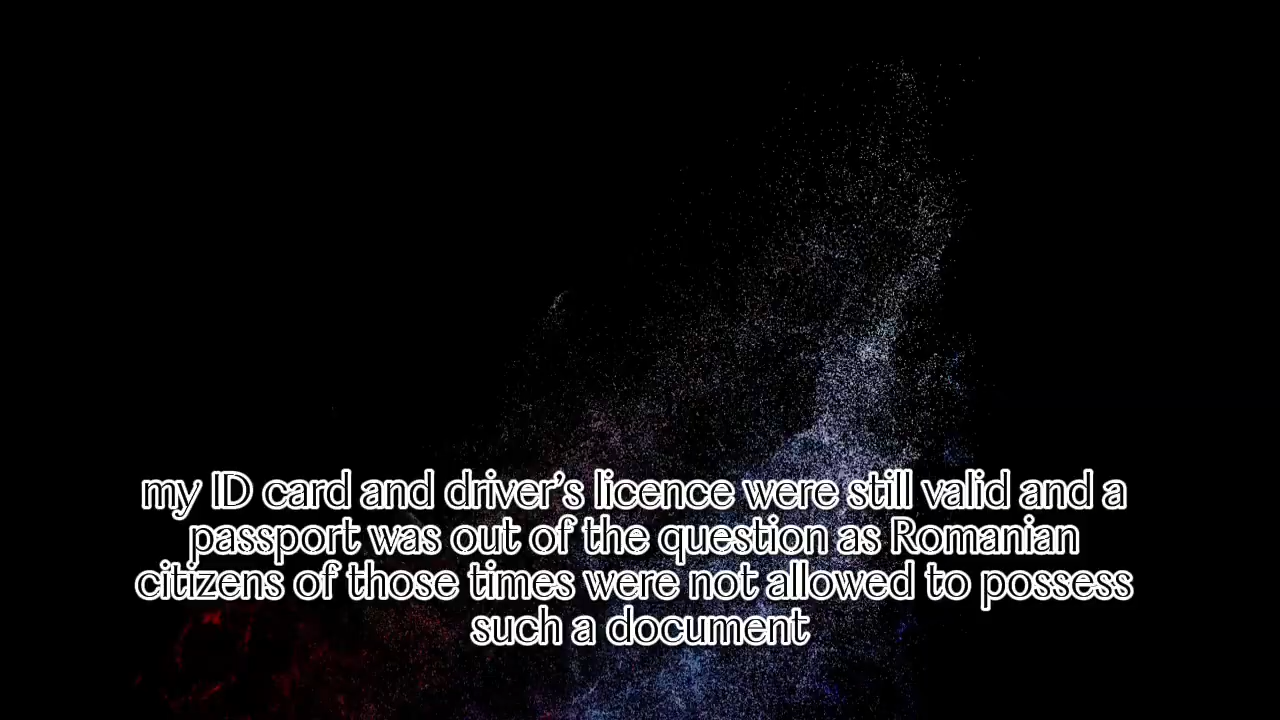 my ID card and driver's licence were still valid and a
passport was out of the question as Romanian
citizens of those times were not allowed to possess
such a document